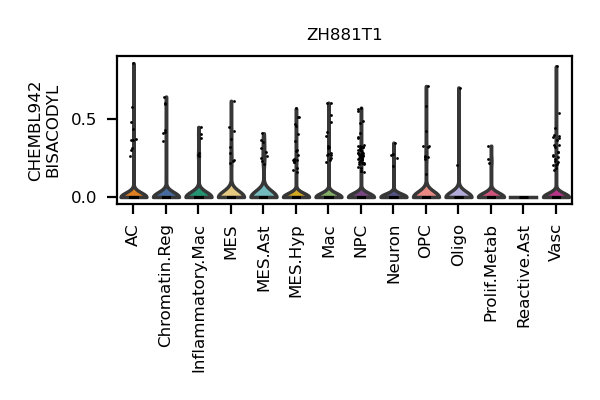 ZH881T1
CHEMBL942
BISACODYL
0.5
0.0
AC
Chromatin.Reg
Inflammatory.Mac
MES
MES.Ast
MES.Hyp
Mac
NPC
Neuron
OPC
Oligo
Prolif.Metab
Reactive.Ast
Vasc